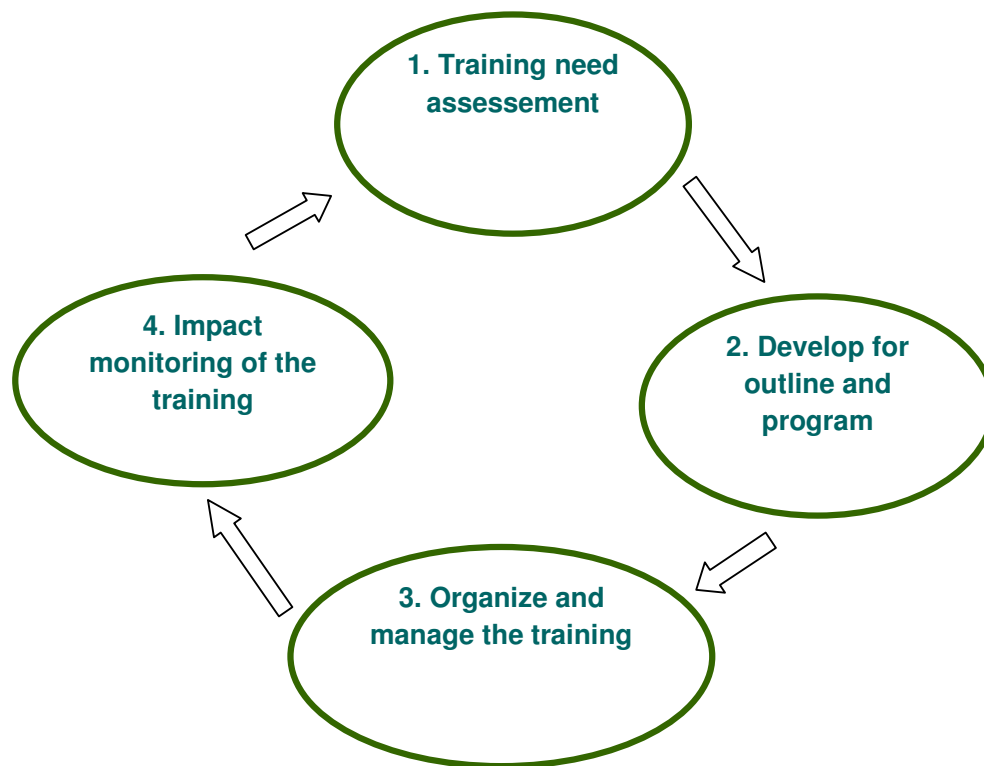 1. Training need
assessement
2. Develop for
outline and
program
3. Organize and
manage the training
4. Impact
monitoring of the
training